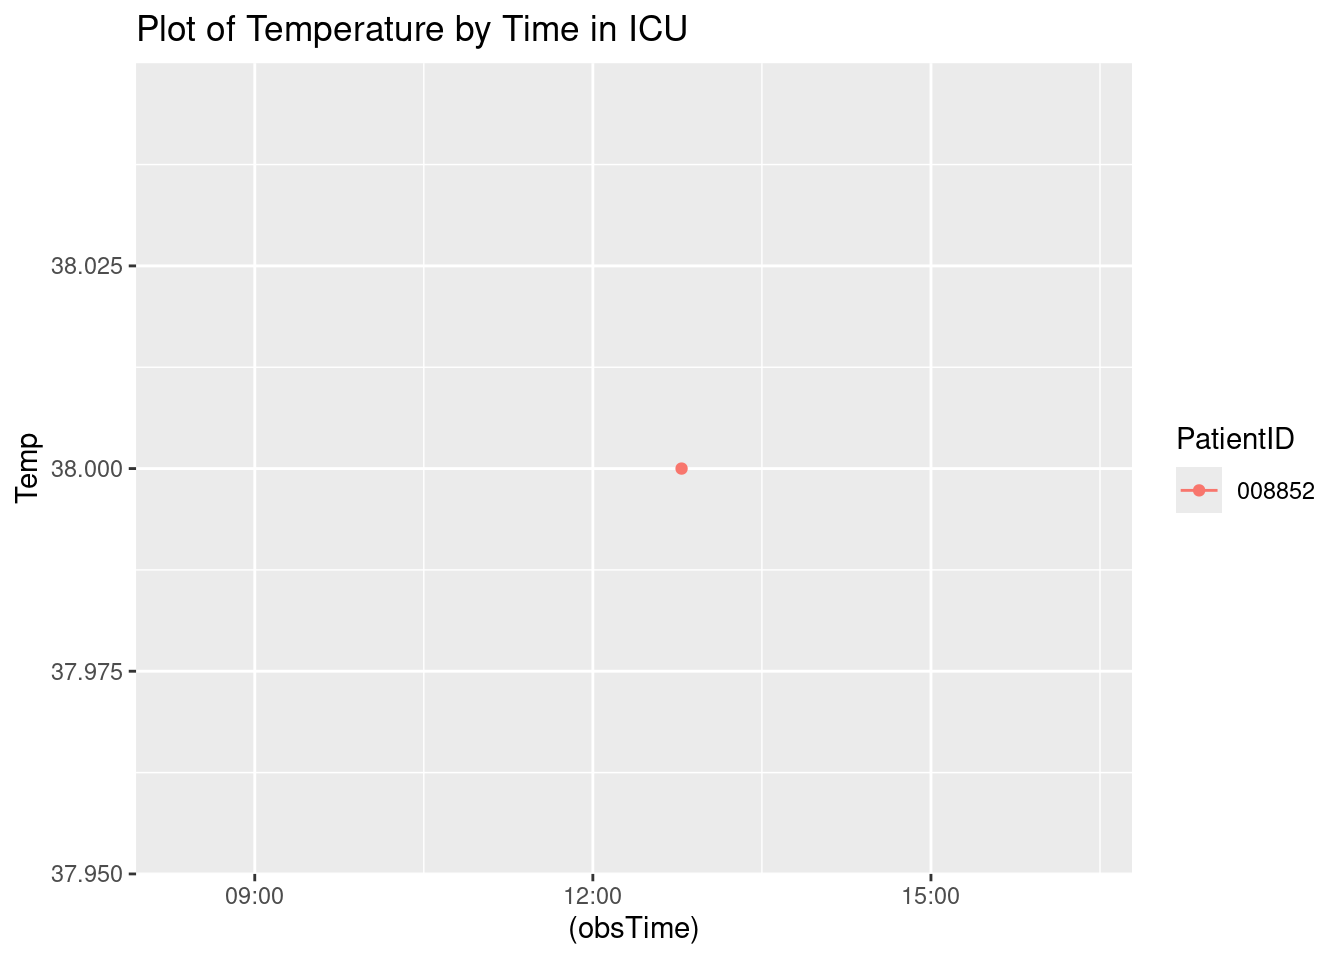 Plot of Temperature by Time in ICU
38.025
38.000
37.975
37.950
Temp
09:00
12:00
15:00
(obsTime)
PatientID
008852